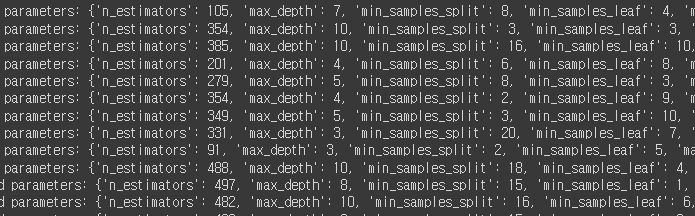 parameters: {'n_estimators': 105, 'max_depth': 7, 'min_samples_split': 8, 'min_samples_leaf': 4, 'm
parameters: {'n_estimators': 354, 'max_depth': 10, 'min_samples_split': 3, 'min_samples_leaf': 3,
parameters: {'n_estimators': 385, 'max_depth': 10, 'min_samples_split': 16, 'min_samples_leaf': 10,
parameters: {'n_estimators': 201, 'max_depth': 4, 'min_samples_split': 6, 'min_samples_leaf': 8, 'm
parameters: {'n_estimators': 279, 'max_depth': 5, 'min_samples_split': 8, 'min_samples_leaf': 3, '
parameters: {'n_estimators': 354, 'max_depth': 4, 'min_samples_split': 2, 'min_samples_leaf': 9, '
parameters: {'n_estimators': 349, 'max_depth': 5, 'min_samples_split': 3, 'min_samples_leaf': 10,
parameters: {'n_estimators': 331, 'max_depth': 3, 'min_samples_split': 20, 'min_samples_leaf': 7,
parameters: {'n_estimators': 91, 'max_depth': 3, 'min_samples_split': 2, 'min_samples_leaf': 5, 'ma
parameters: {'n_estimators': 488, 'max_depth': 10, 'min_samples_split': 18, 'min_samples_leaf': 4,
d parameters: {'n_estimators': 497, 'max_depth': 8, 'min_samples_split': 15, 'min_samples_leaf': 1,
d parameters: {'n_estimators': 482, 'max_depth': 10, 'min_samples_split': 16, 'min_samples_leaf': 6,